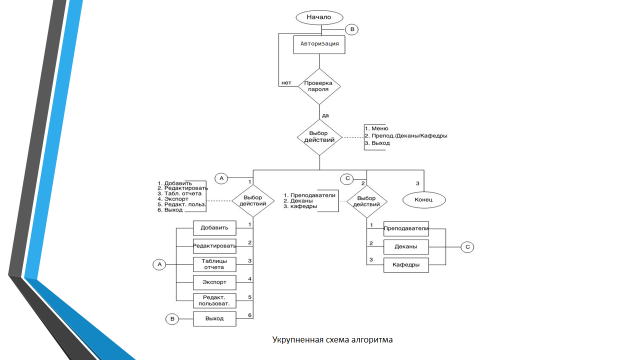 Начало
В
Авторизация
нет
Проверка
пароля
да
Выбор
действий
1. Меню
2. Препод./Деканы/Кафедры
3. Выход
А
1
С
2
3
1. Добавить
2. Редактировать
3. Табл. отчета
4. Экспорт
5. Редакт. польз.
6. Выход
Выбор
действий
1. Преподаватели
2. Деканы
3. кафедры
Выбор
действий
Конец
Добавить
1
Редактировать
2
А
Таблицы
отчета
3
Экспорт
4
Редакт.
пользоват.
5
В
Выход
6
1
Преподаватели
2
Деканы
С
3
Кафедры
Укрупненная схема алгоритма